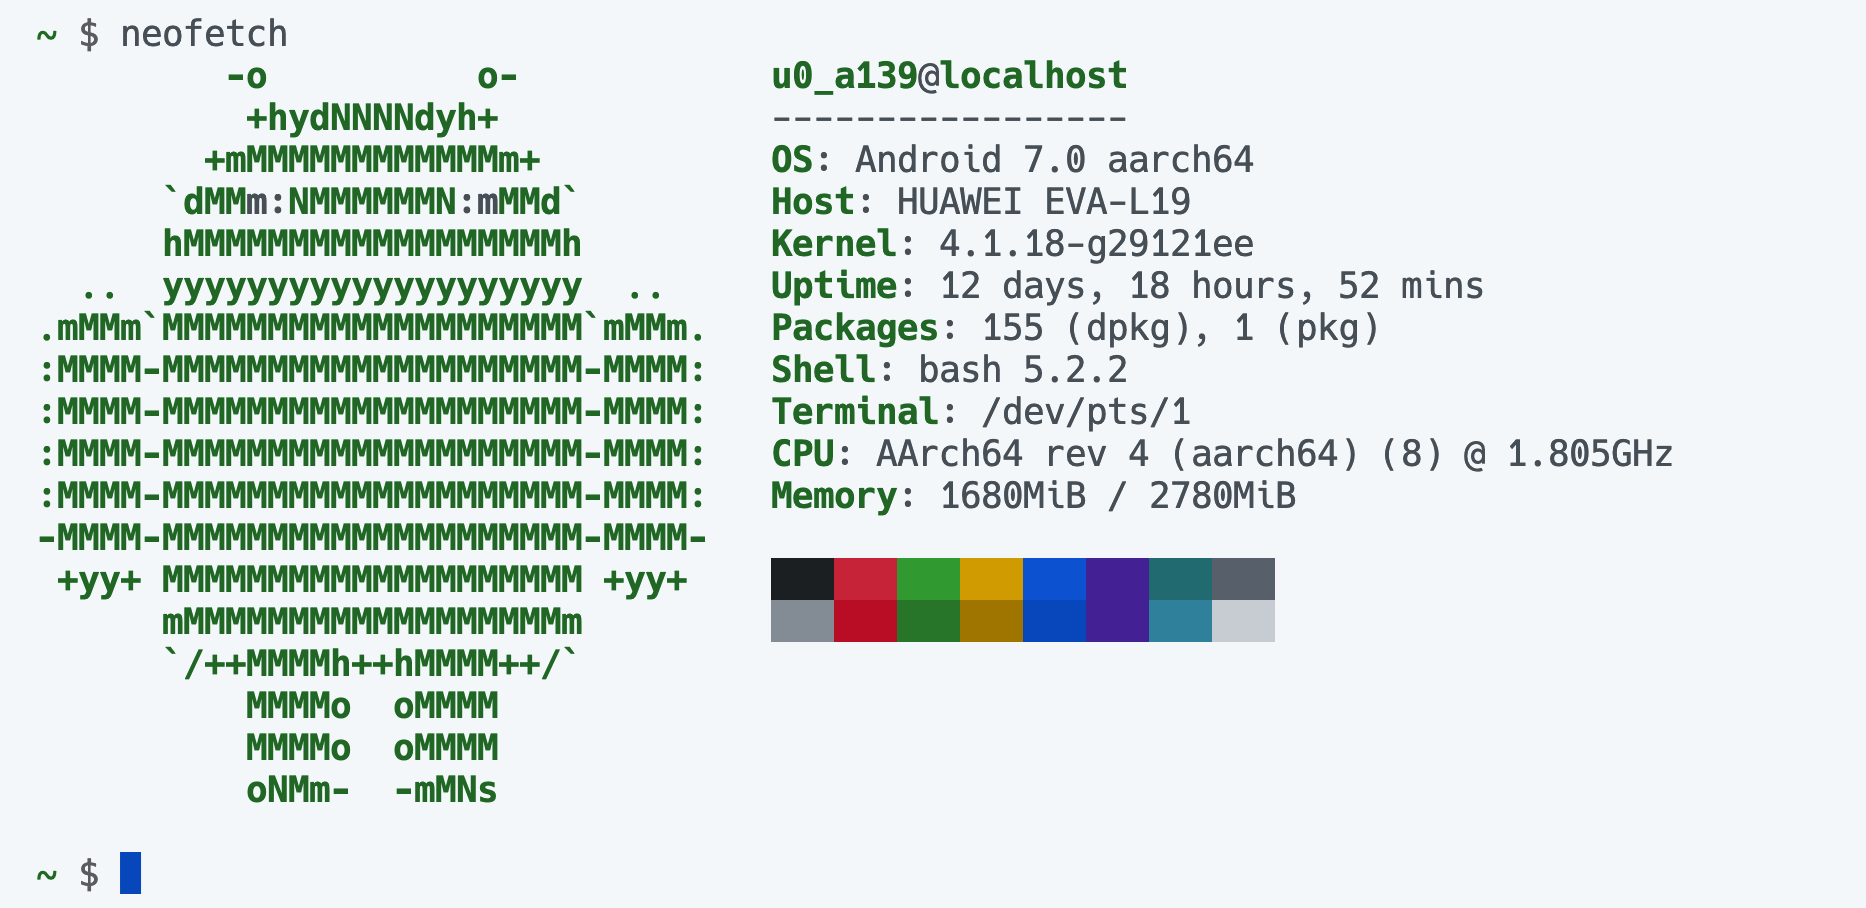 ~ $ neofetch
         -o          o-            u0_a139@localhost
          +hydNNNNdyh+             -----------------
        +mMMMMMMMMMMMMm+           OS: Android 7.0 aarch64
      `dMMm:NMMMMMMN:mMMd`         Host: HUAWEI EVA-L19
      hMMMMMMMMMMMMMMMMMMh         Kernel: 4.1.18-g29121ee
  ..  yyyyyyyyyyyyyyyyyyyy  ..     Uptime: 12 days, 18 hours, 52 mins
.mMMm`MMMMMMMMMMMMMMMMMMMM`mMMm.   Packages: 155 (dpkg), 1 (pkg)
:MMMM-MMMMMMMMMMMMMMMMMMMM-MMMM:   Shell: bash 5.2.2
:MMMM-MMMMMMMMMMMMMMMMMMMM-MMMM:   Terminal: /dev/pts/1
:MMMM-MMMMMMMMMMMMMMMMMMMM-MMMM:   CPU: AArch64 rev 4 (aarch64) (8) @ 1.805GHz
:MMMM-MMMMMMMMMMMMMMMMMMMM-MMMM:   Memory: 1680MiB / 2780MiB
-MMMM-MMMMMMMMMMMMMMMMMMMM-MMMM-
 +yy+ MMMMMMMMMMMMMMMMMMMM +yy+
      mMMMMMMMMMMMMMMMMMMm
      `/++MMMMh++hMMMM++/`
          MMMMo  oMMMM
          MMMMo  oMMMM
          oNMm-  -mMNs
~ $